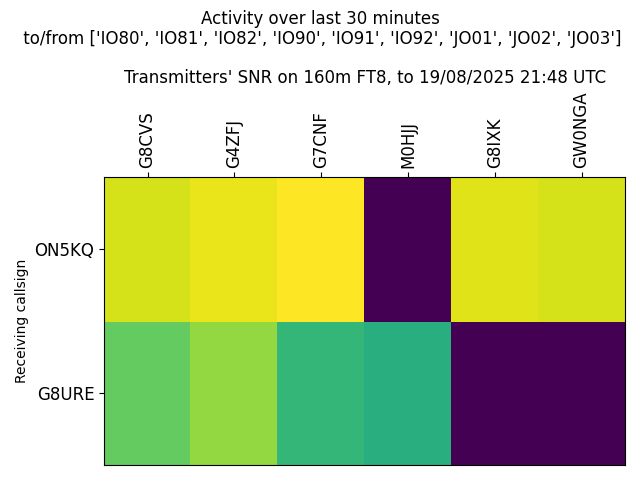 Activity over last 30 minutes
to/from ['IO80', 'IO81', 'IO82', 'IO90', 'IO91', 'IO92', 'JO01', 'JO02', 'JO03']
Transmitters' SNR on 160m FT8, to 19/08/2025 21:48 UTC
G8CVS
G4ZFJ
G7CNF
M0HJJ
G8IXK
GW0NGA
Receiving callsign
ON5KQ
G8URE